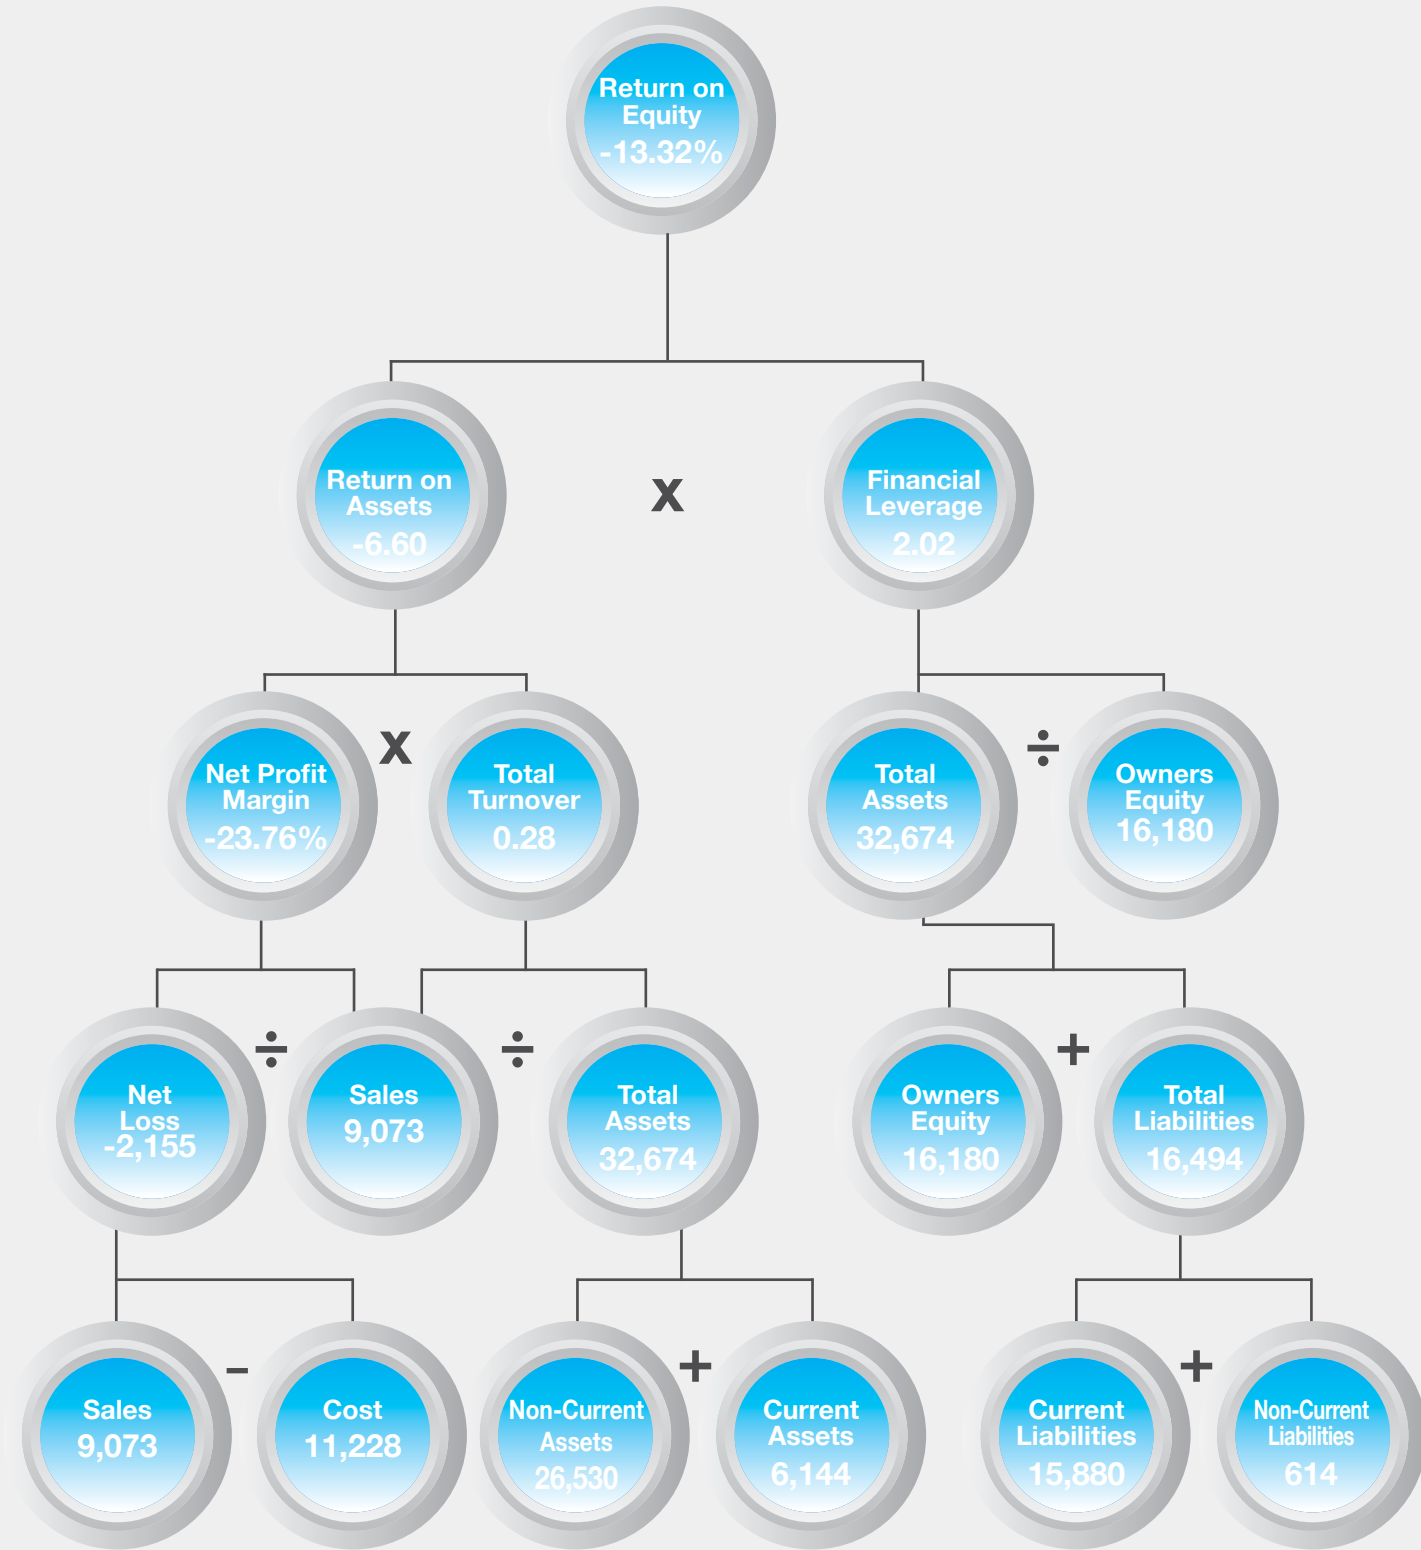 Return on
Equity
-13.32%
Return on
Assets
-6.60
x
Financial
Leverage
2.02
Net Profit
Margin
-23.76%
x
Total
Turnover
0.28
Total
Assets
32,674
÷
Owners
Equity
16,180
Net
Loss
-2,155
÷
Sales
9,073
÷
Total
Assets
32,674
Owners
Equity
16,180
+
Total
Liabilities
16,494
Sales
9,073
-
Cost
11,228
Non-Current
Assets
26,530
+
Current
Assets
6,144
Current
Liabilities
15,880
+
Non-Current
Liabilities
614